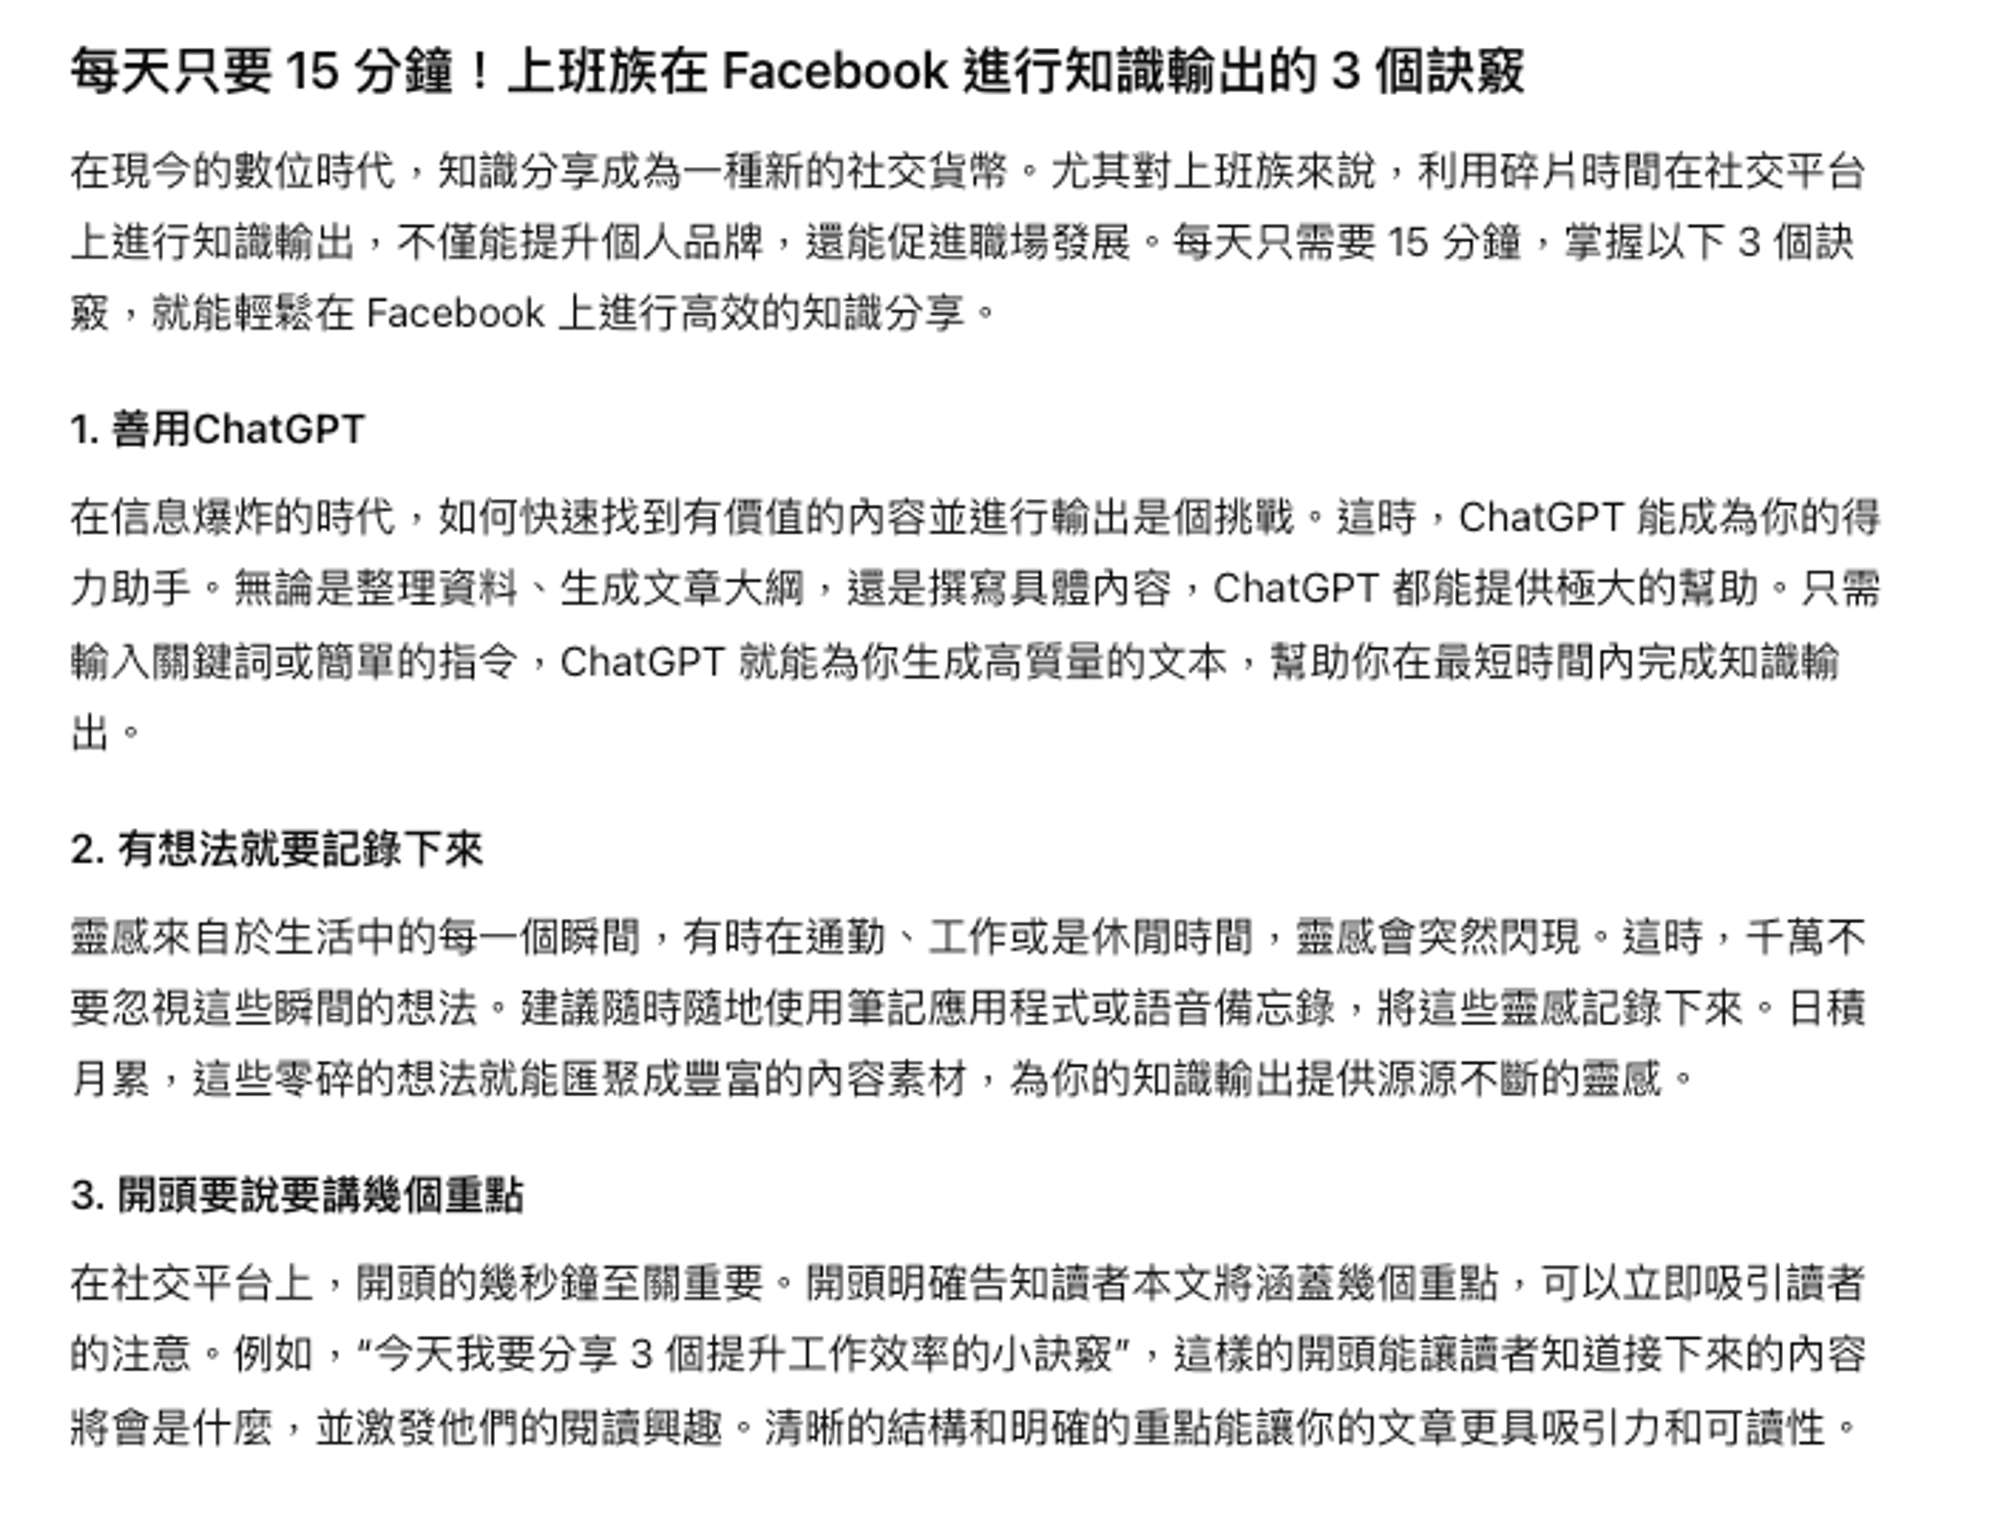 每天只要 15 分鐘！上班族在 Facebook 進行知識輸出的 3 個訣竅
在現今的數位時代，知識分享成為一種新的社交貨幣。尤其對上班族來說，利用碎片時間在社交平台
上進行知識輸出，不僅能提升個人品牌，還能促進職場發展。每天只需要 15 分鐘，掌握以下 3 個訣
竅，就能輕鬆在 Facebook 上進行高效的知識分享。
1. 善用ChatGPT
在信息爆炸的時代，如何快速找到有價值的內容並進行輸出是個挑戰。這時，ChatGPT 能成為你的得
力助手。無論是整理資料、生成文章大綱，還是撰寫具體內容，ChatGPT 都能提供極大的幫助。只需
輸入關鍵詞或簡單的指令，ChatGPT 就能為你生成高質量的文本，幫助你在最短時間內完成知識輸
出。
2. 有想法就要記錄下來
靈感來自於生活中的每一個瞬間，有時在通勤、工作或是休閒時間，靈感會突然閃現。這時，千萬不
要忽視這些瞬間的想法。建議隨時隨地使用筆記應用程式或語音備忘錄，將這些靈感記錄下來。日積
月累，這些零碎的想法就能匯聚成豐富的內容素材，為你的知識輸出提供源源不斷的靈感。
3. 開頭要說要講幾個重點
在社交平台上，開頭的幾秒鐘至關重要。開頭明確告知讀者本文將涵蓋幾個重點，可以立即吸引讀者
的注意。例如，“今天我要分享 3 個提升工作效率的小訣竅”，這樣的開頭能讓讀者知道接下來的內容
將會是什麼，並激發他們的閱讀興趣。清晰的結構和明確的重點能讓你的文章更具吸引力和可讀性。